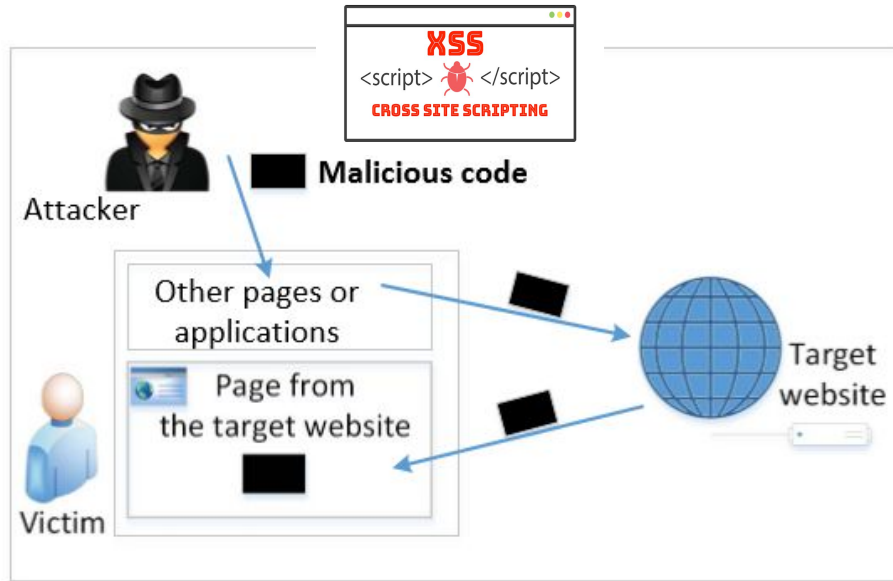 XSS
<script> </script>
CROSS SITE SCRIPTING
Malicious code
Attacker
Other pages or
applications
Page from
the target website
Target
website
Victim